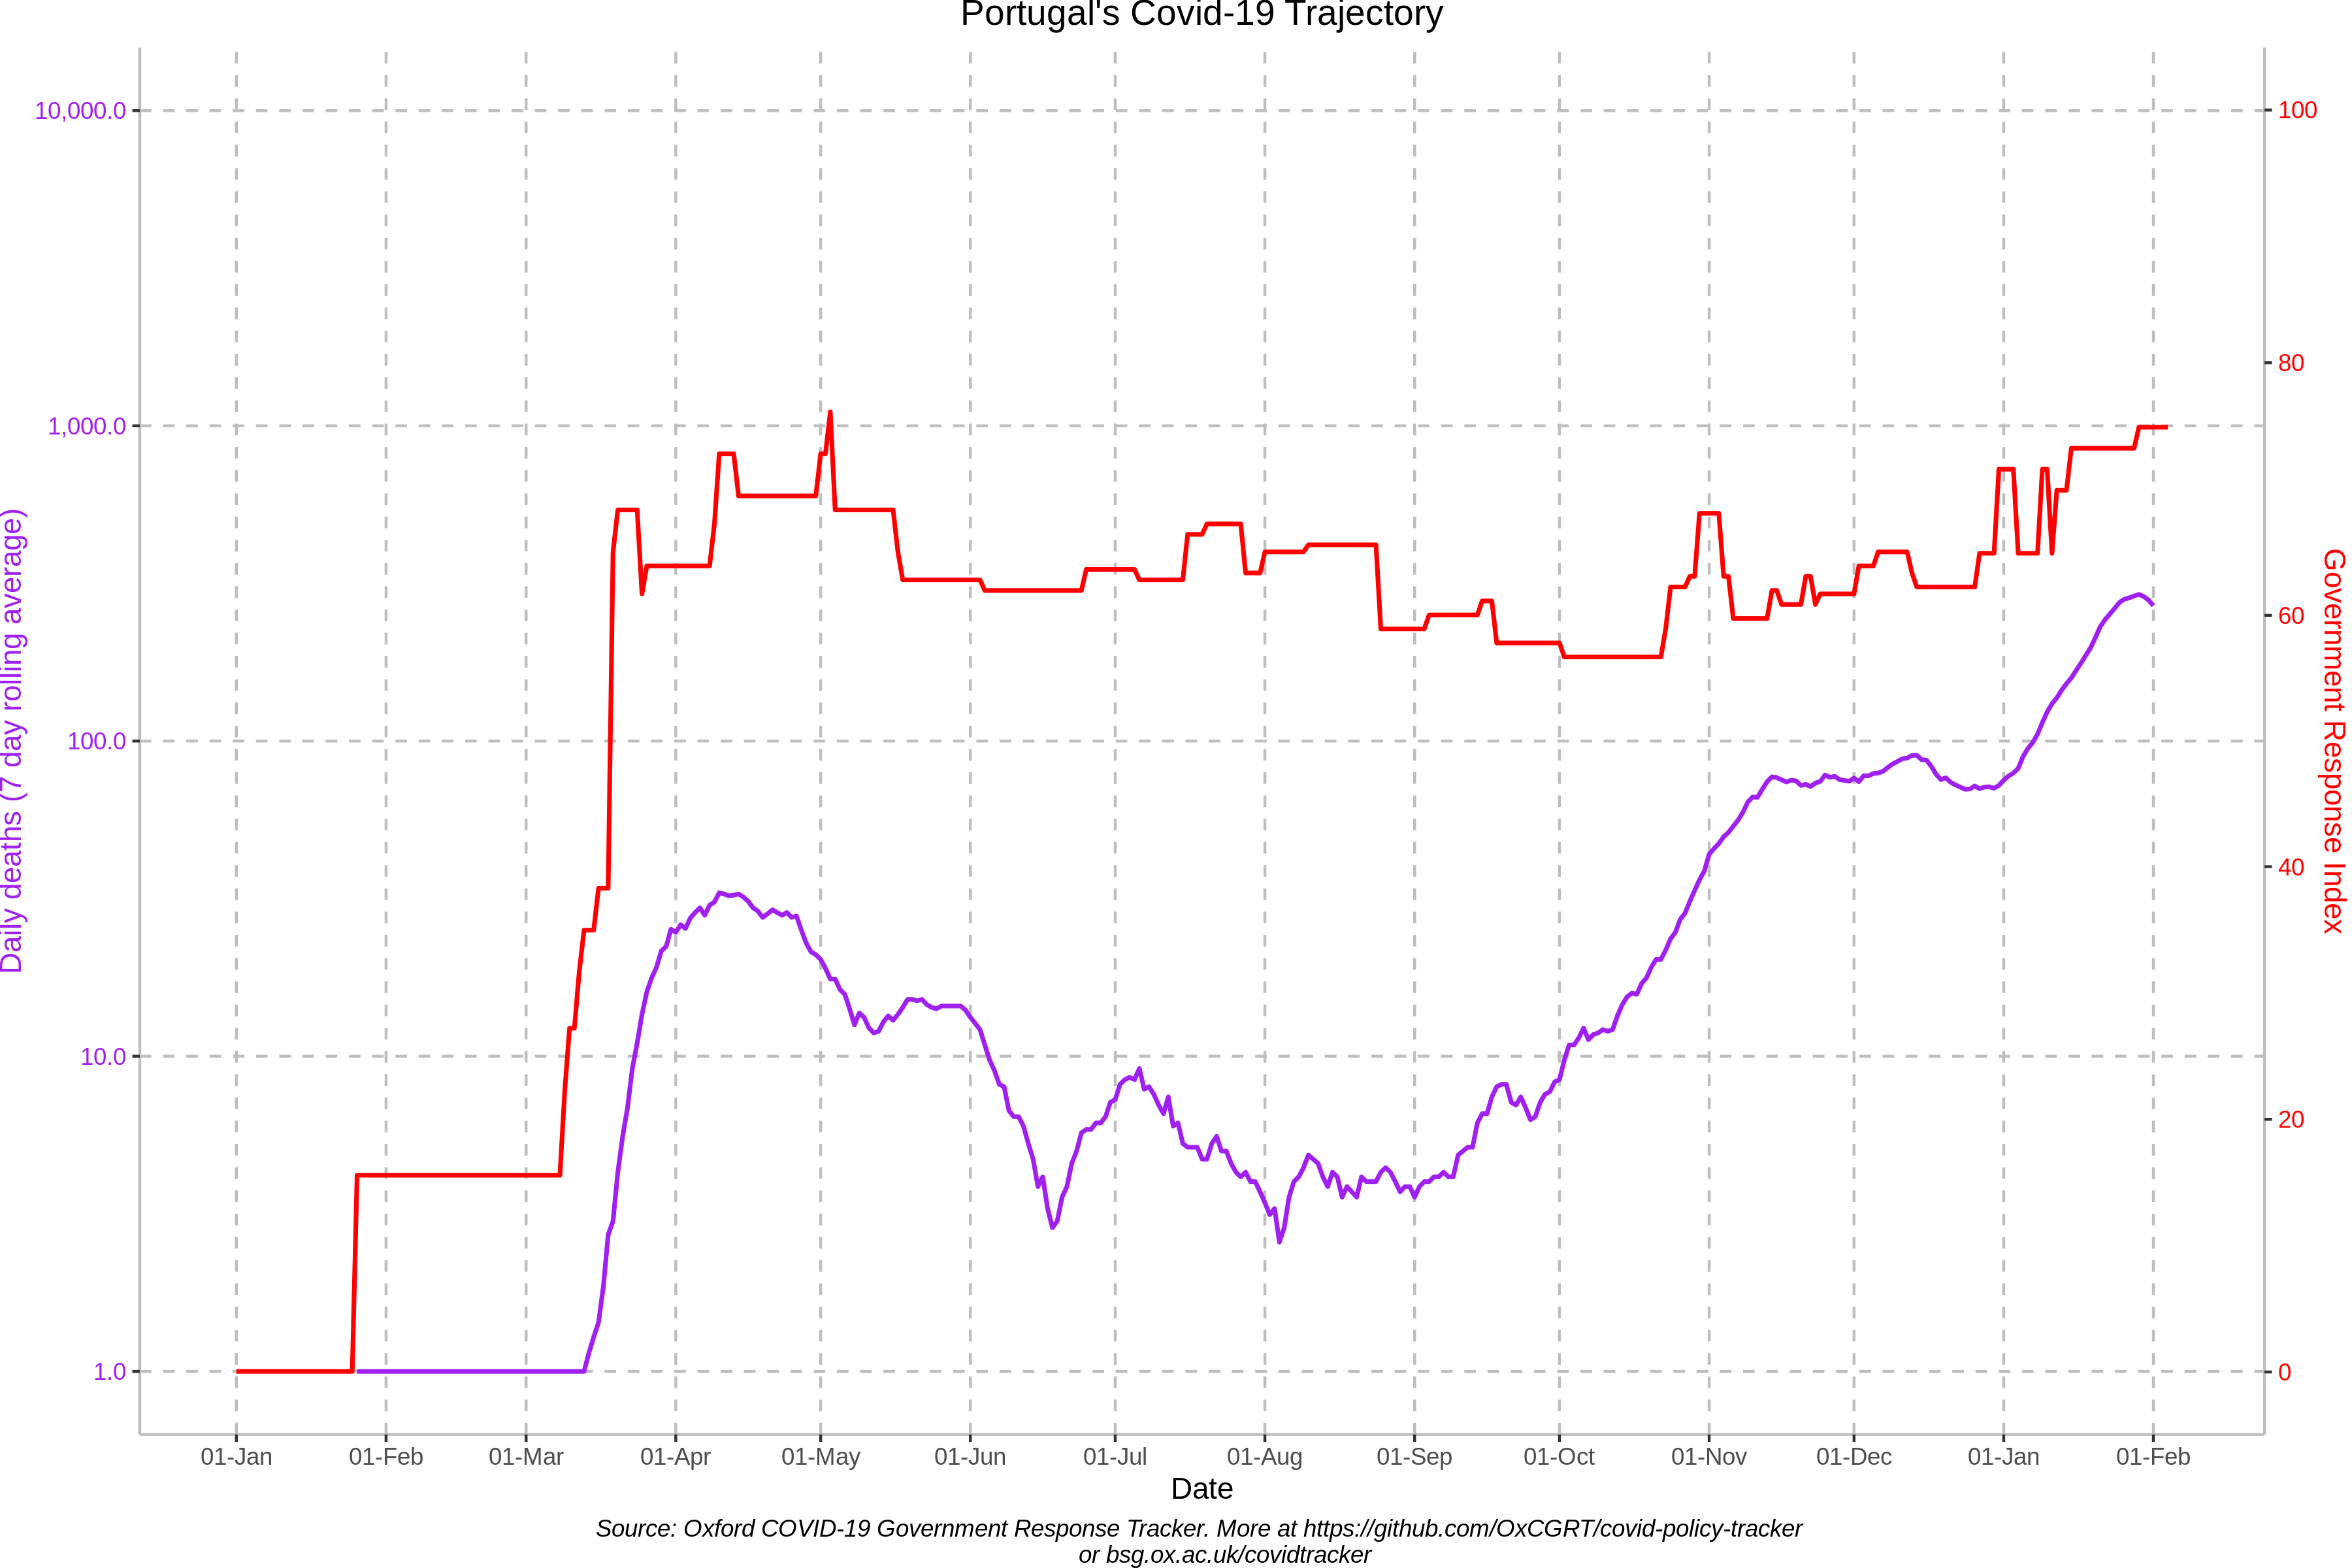 Portugal's Covid-19 Trajectory
10,000.0
1,000.0
100.0
10.0
1.0
Daily deaths (7 day rolling average)
100
80
60
40
20
0
Government Response Index
01-Jan 01-Feb 01-Mar 01-Apr 01-May 01-Jun 01-Jul 01-Aug 01-Sep 01-Oct 01-Nov 01-Dec 01-Jan 01-Feb
Date
Source: Oxford COVID-19 Government Response Tracker. More at https://github.com/OxCGRT/covid-policy-tracker
or bsg.ox.ac.uk/covidtracker